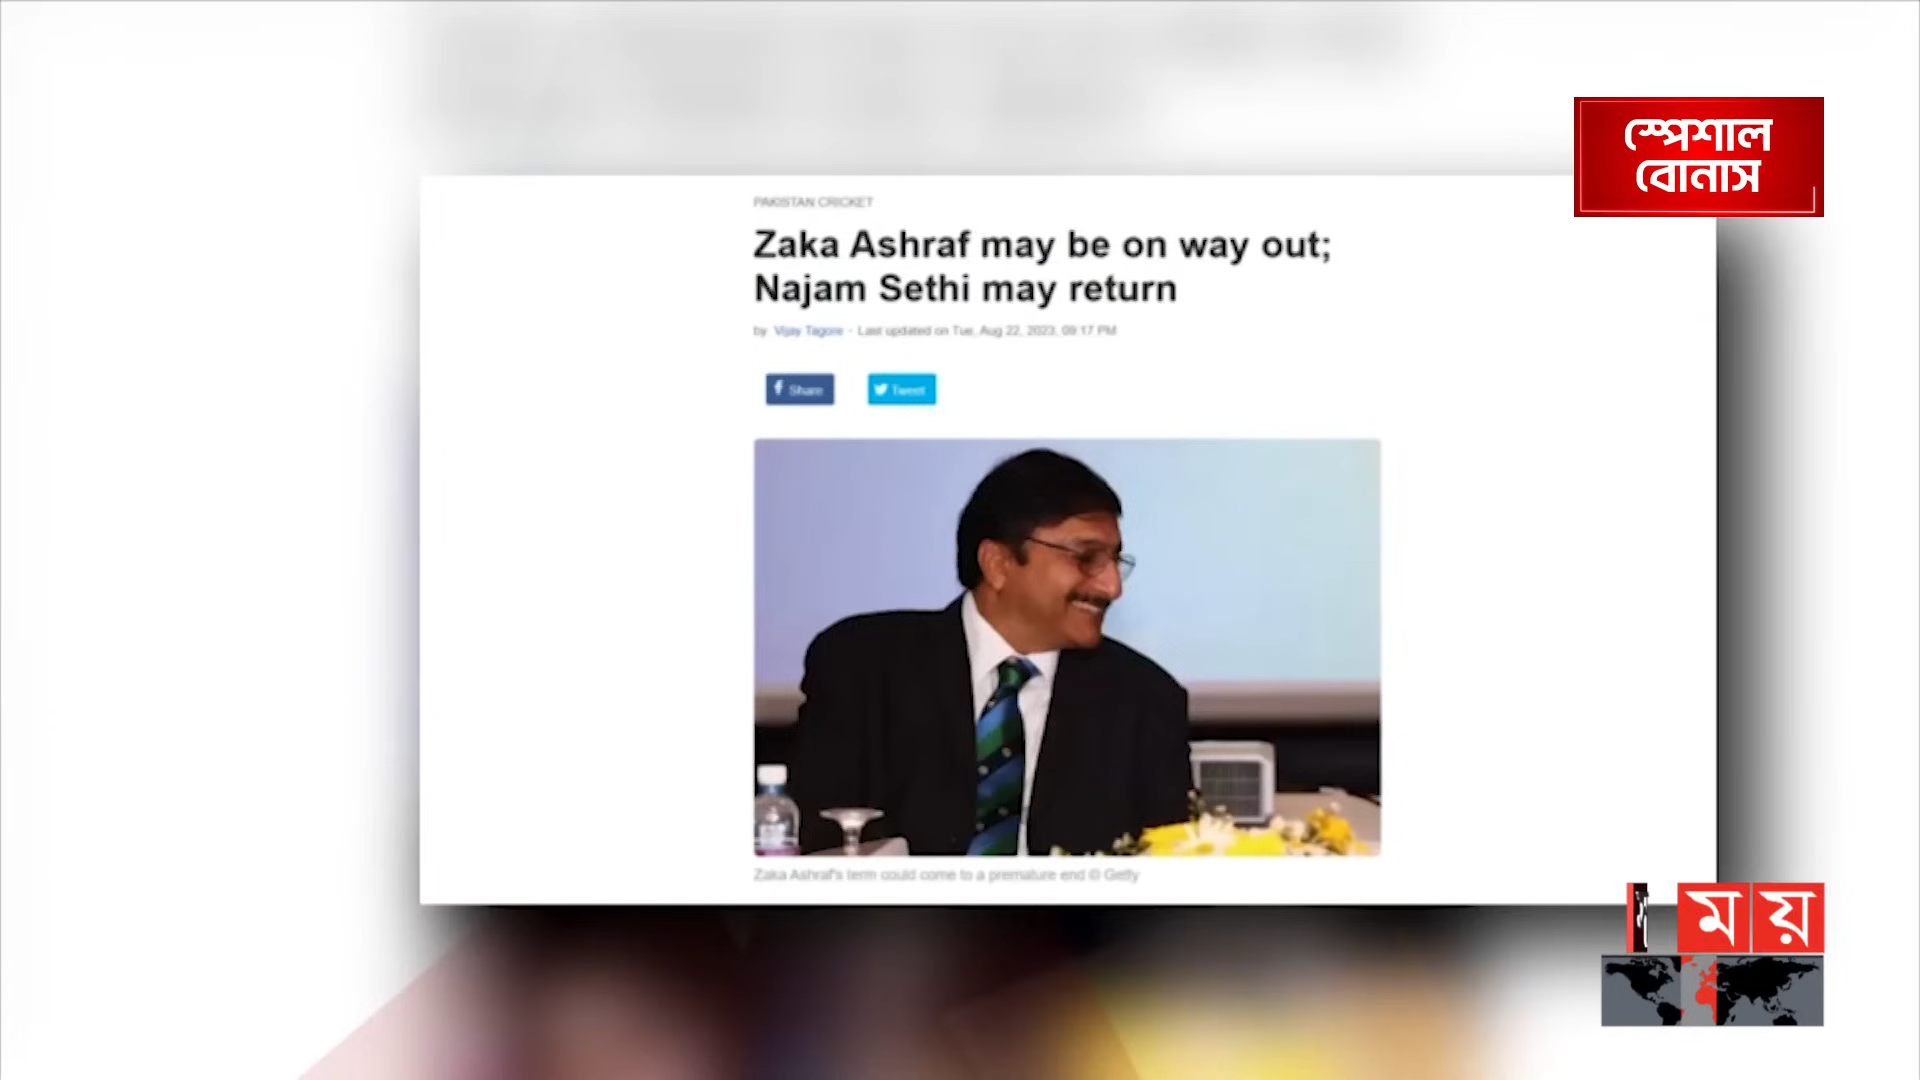 স্পেশাল
বোনাস
PAKISTAN CRICKET
Zaka Ashraf may be on way out;
Najam Sethi may return
by Vijay Tagore - Last updated on Tue, Aug 22, 2023, 09:17 PM
Share Tweet
Zaka Ashraf's term could come to a premature end © Getty
ময়